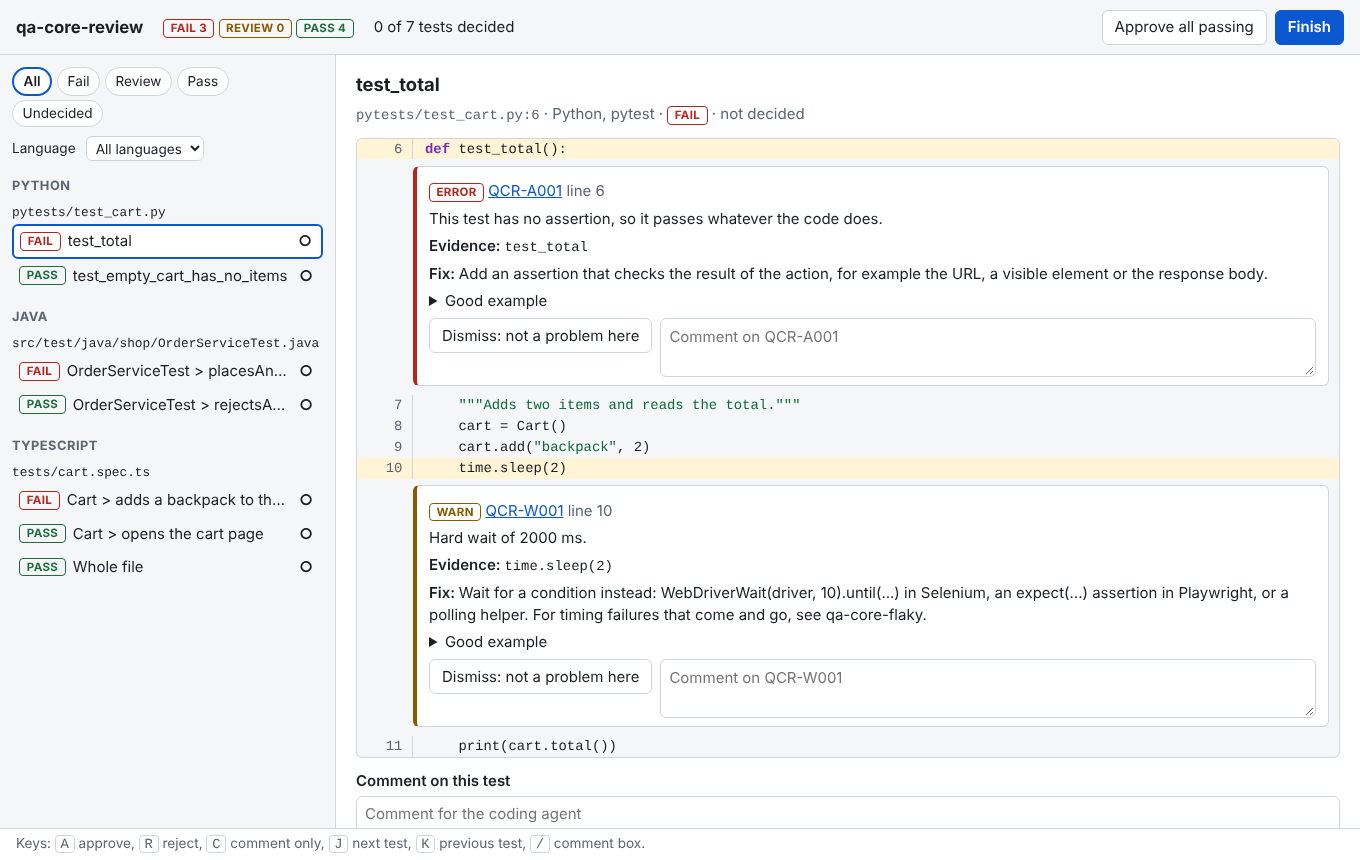 qa-core-review FAIL 3 REVIEW 0 PASS 4 0 of 7 tests decided Approve all passing Finish
All Fail Review Pass
Undecided
Language All languages
PYTHON
pytests/test_cart.py
FAIL test_total
PASS test_empty_cart_has_no_items
JAVA
src/test/java/shop/OrderServiceTest.java
FAIL OrderServiceTest > placesAn...
PASS OrderServiceTest > rejectsA...
TYPESCRIPT
tests/cart.spec.ts
FAIL Cart > adds a backpack to th...
PASS Cart > opens the cart page
PASS Whole file
test_total
pytests/test_cart.py:6 · Python, pytest · FAIL · not decided
6 def test_total():
ERROR QCR-A001 line 6
This test has no assertion, so it passes whatever the code does.
Evidence: test_total
Fix: Add an assertion that checks the result of the action, for example the URL, a visible element or the response body.
Good example
Dismiss: not a problem here Comment on QCR-A001
7 """Adds two items and reads the total."""
8 cart = Cart()
9 cart.add("backpack", 2)
10 time.sleep(2)
WARN QCR-W001 line 10
Hard wait of 2000 ms.
Evidence: time.sleep(2)
Fix: Wait for a condition instead: WebDriverWait(driver, 10).until(...) in Selenium, an expect(...) assertion in Playwright, or a
polling helper. For timing failures that come and go, see qa-core-flaky.
Good example
Dismiss: not a problem here Comment on QCR-W001
11 print(cart.total())
Comment on this test
Comment for the coding agent
Keys: A approve, R reject, C comment only, J next test, K previous test, / comment box.